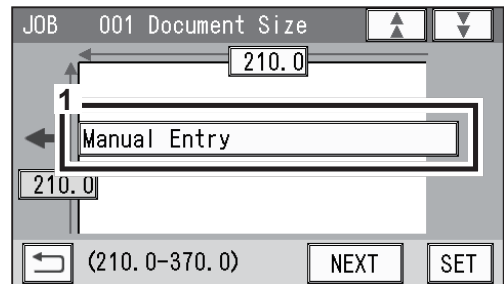 JOB 001 Document Size
210.0
1
Manual Entry
210.0
(210.0-370.0) NEXT SET